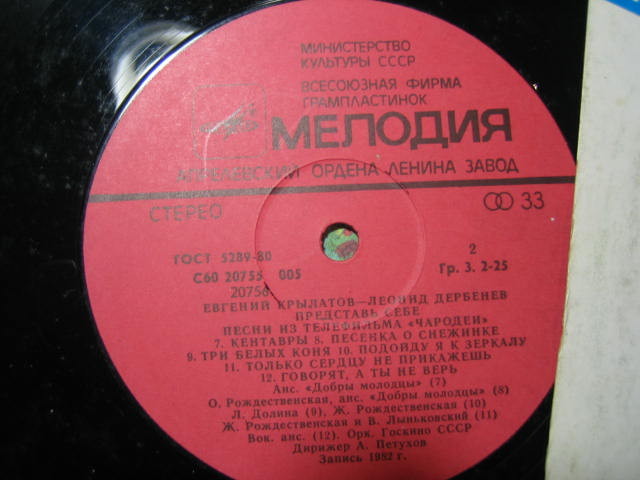 МИНИСТЕРСТВО
КУЛЬТУРЫ СССР
ВСЕСОЮЗНАЯ ФИРМА
ГРАМПЛАСТИНОК
МЕЛОДИЯ
АПРЕЛЕВСКИЙ ОРДЕНА ЛЕНИНА ЗАВОД
СТЕРЕО
33
ГОСТ 5289-80
2
С60 20755 005
Гр. 3. 2-25
20756
ЕВГЕНИЙ КРЫЛАТОВ—ЛЕОНИД ДЕРБЕНЕВ
ПРЕДСТАВЬ СЕБЕ
ПЕСНИ ИЗ ТЕЛЕФИЛЬМА «ЧАРОДЕИ»
7. КЕНТАВРЫ 8. ПЕСЕНКА О СНЕЖИНКЕ
9. ТРИ БЕЛЫХ КОНЯ 10. ПОДОЙДУ Я К ЗЕРКАЛУ
11. ТОЛЬКО СЕРДЦУ НЕ ПРИКАЖЕШЬ
12. ГОВОРЯТ, А ТЫ НЕ ВЕРЬ
Анс. «Добры молодцы» (7)
О. Рождественская, анс. «Добры молодцы» (8)
Л. Долина (9), Ж. Рождественская (10)
Ж. Рождественская и В. Лыньковский (11)
Вок. анс. (12). Орк. Госкино СССР
Дирижер А. Петухов
Запись 1982 г.